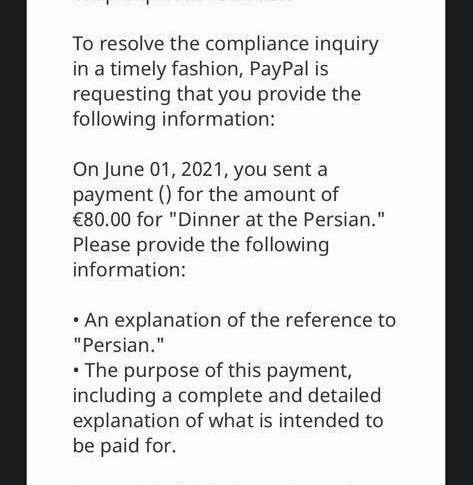 To resolve the compliance inquiry
in a timely fashion, PayPal is
requesting that you provide the
following information:
On June 01, 2021, you sent a
payment () for the amount of
€80.00 for "Dinner at the Persian."
Please provide the following
information:
• An explanation of the reference to
"Persian."
• The purpose of this payment,
including a complete and detailed
explanation of what is intended to
be paid for.